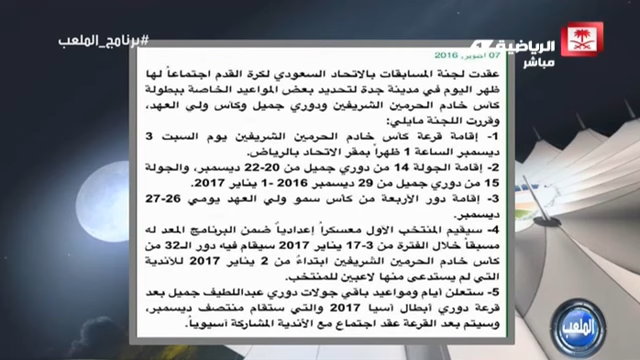 #برنامج_الملعب
الرياضية
مباشر
07 أكتوبر, 2016
عقدت لجنة المسابقات بالاتحاد السعودي لكرة القدم اجتماعاً لها
ظهر اليوم في مدينة جدة لتحديد بعض المواعيد الخاصة ببطولة
كأس خادم الحرمين الشريفين ودوري جميل وكأس ولي العهد،
وقررت اللجنة مايلي:
1- إقامة قرعة كأس خادم الحرمين الشريفين يوم السبت 3
ديسمبر الساعة 1 ظهراً بمقر الاتحاد بالرياض.
2- إقامة الجولة 14 من دوري جميل من 20-22 ديسمبر، والجولة
15 من دوري جميل من 29 ديسمبر 2016 -1 يناير 2017.
3- إقامة دور الأربعة من كأس سمو ولي العهد يومي 26-27
ديسمبر.
4- سيقيم المنتخب الأول معسكراً إعدادياً ضمن البرنامج المعد له
مسبقاً خلال الفترة من 3-17 يناير 2017 سيقام فيه دور الـ32 من
كأس خادم الحرمين الشريفين ابتداءً من 2 يناير 2017 للأندية
التي لم يستدعى منها لاعبين للمنتخب.
5- ستعلن أيام ومواعيد باقي جولات دوري عبداللطيف جميل بعد
قرعة دوري أبطال آسيا 2017 والتي ستقام منتصف ديسمبر،
وسيتم بعد القرعة عقد اجتماع مع الأندية المشاركة آسيوياً.
الملعب